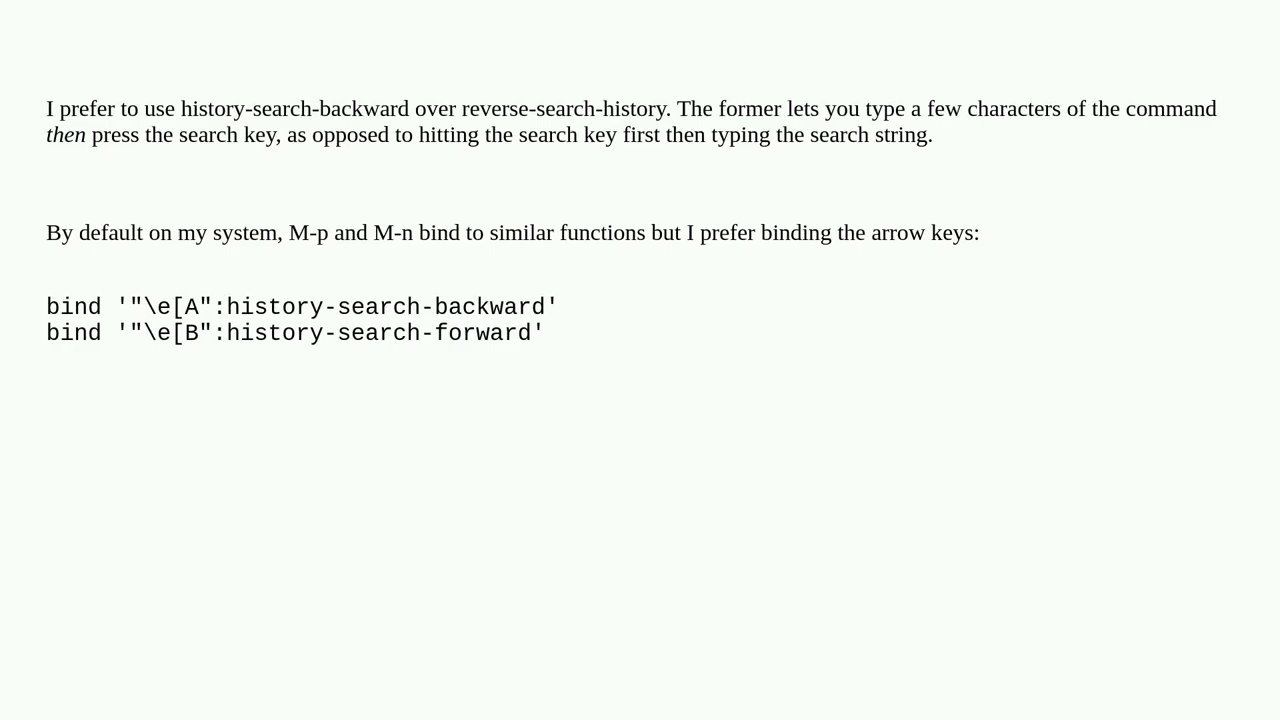 I prefer to use history-search-backward over reverse-search-history. The former lets you type a few characters of the command
then press the search key, as opposed to hitting the search key first then typing the search string.
By default on my system, M-p and M-n bind to similar functions but I prefer binding the arrow keys:
bind '"\e[A":history-search-backward'
bind '"\e[B":history-search-forward'